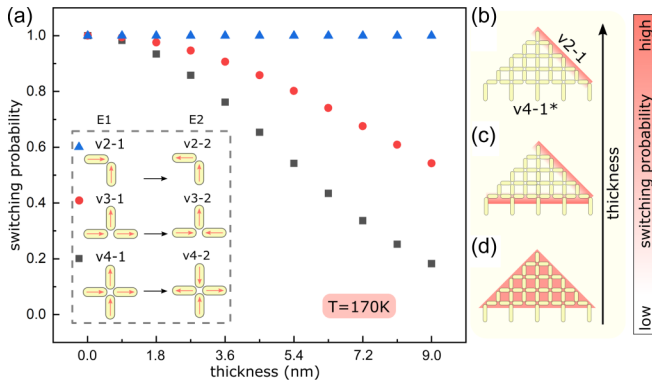 (a)
switching probability
1.0
0.8
0.6
0.4
0.2
0.0
E1 E2
v2-1 v2-2
v3-1 v3-2
v4-1 v4-2
T=170K
0.0 1.8 3.6 5.4 7.2 9.0
thickness (nm)
(b)
v2-1
v4-1*
(c)
(d)
thickness
high
switching probability
low